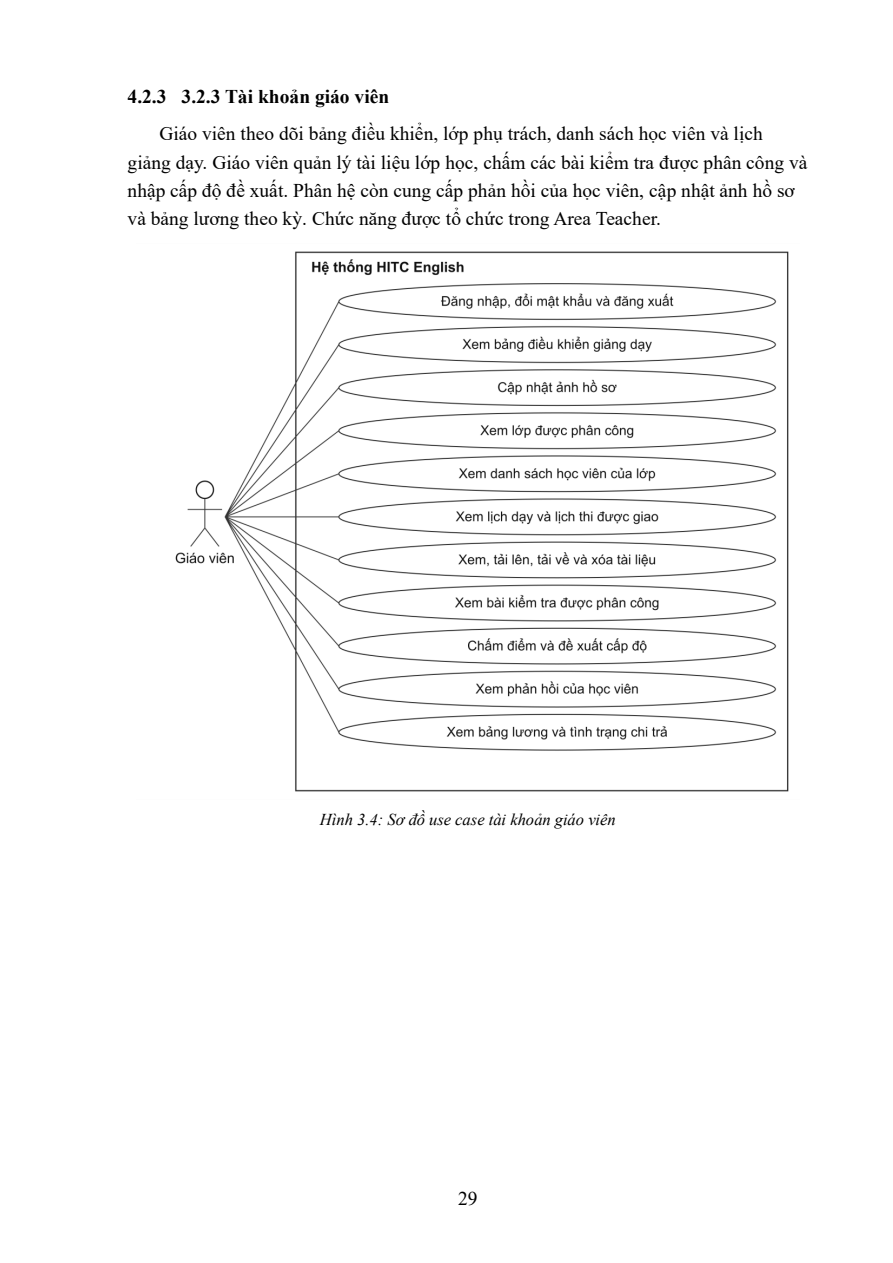 4.2.3 3.2.3 Tài khoản giáo viên
Giáo viên theo dõi bảng điều khiển, lớp phụ trách, danh sách học viên và lịch
giảng dạy. Giáo viên quản lý tài liệu lớp học, chấm các bài kiểm tra được phân công và
nhập cấp độ đề xuất. Phân hệ còn cung cấp phản hồi của học viên, cập nhật ảnh hồ sơ
và bảng lương theo kỳ. Chức năng được tổ chức trong Area Teacher.
Hệ thống HITC English
Đăng nhập, đổi mật khẩu và đăng xuất
Xem bảng điều khiển giảng dạy
Cập nhật ảnh hồ sơ
Xem lớp được phân công
Xem danh sách học viên của lớp
Xem lịch dạy và lịch thi được giao
Giáo viên
Xem, tải lên, tải về và xóa tài liệu
Xem bài kiểm tra được phân công
Chấm điểm và đề xuất cấp độ
Xem phản hồi của học viên
Xem bảng lương và tình trạng chi trả
Hình 3.4: Sơ đồ use case tài khoản giáo viên
29